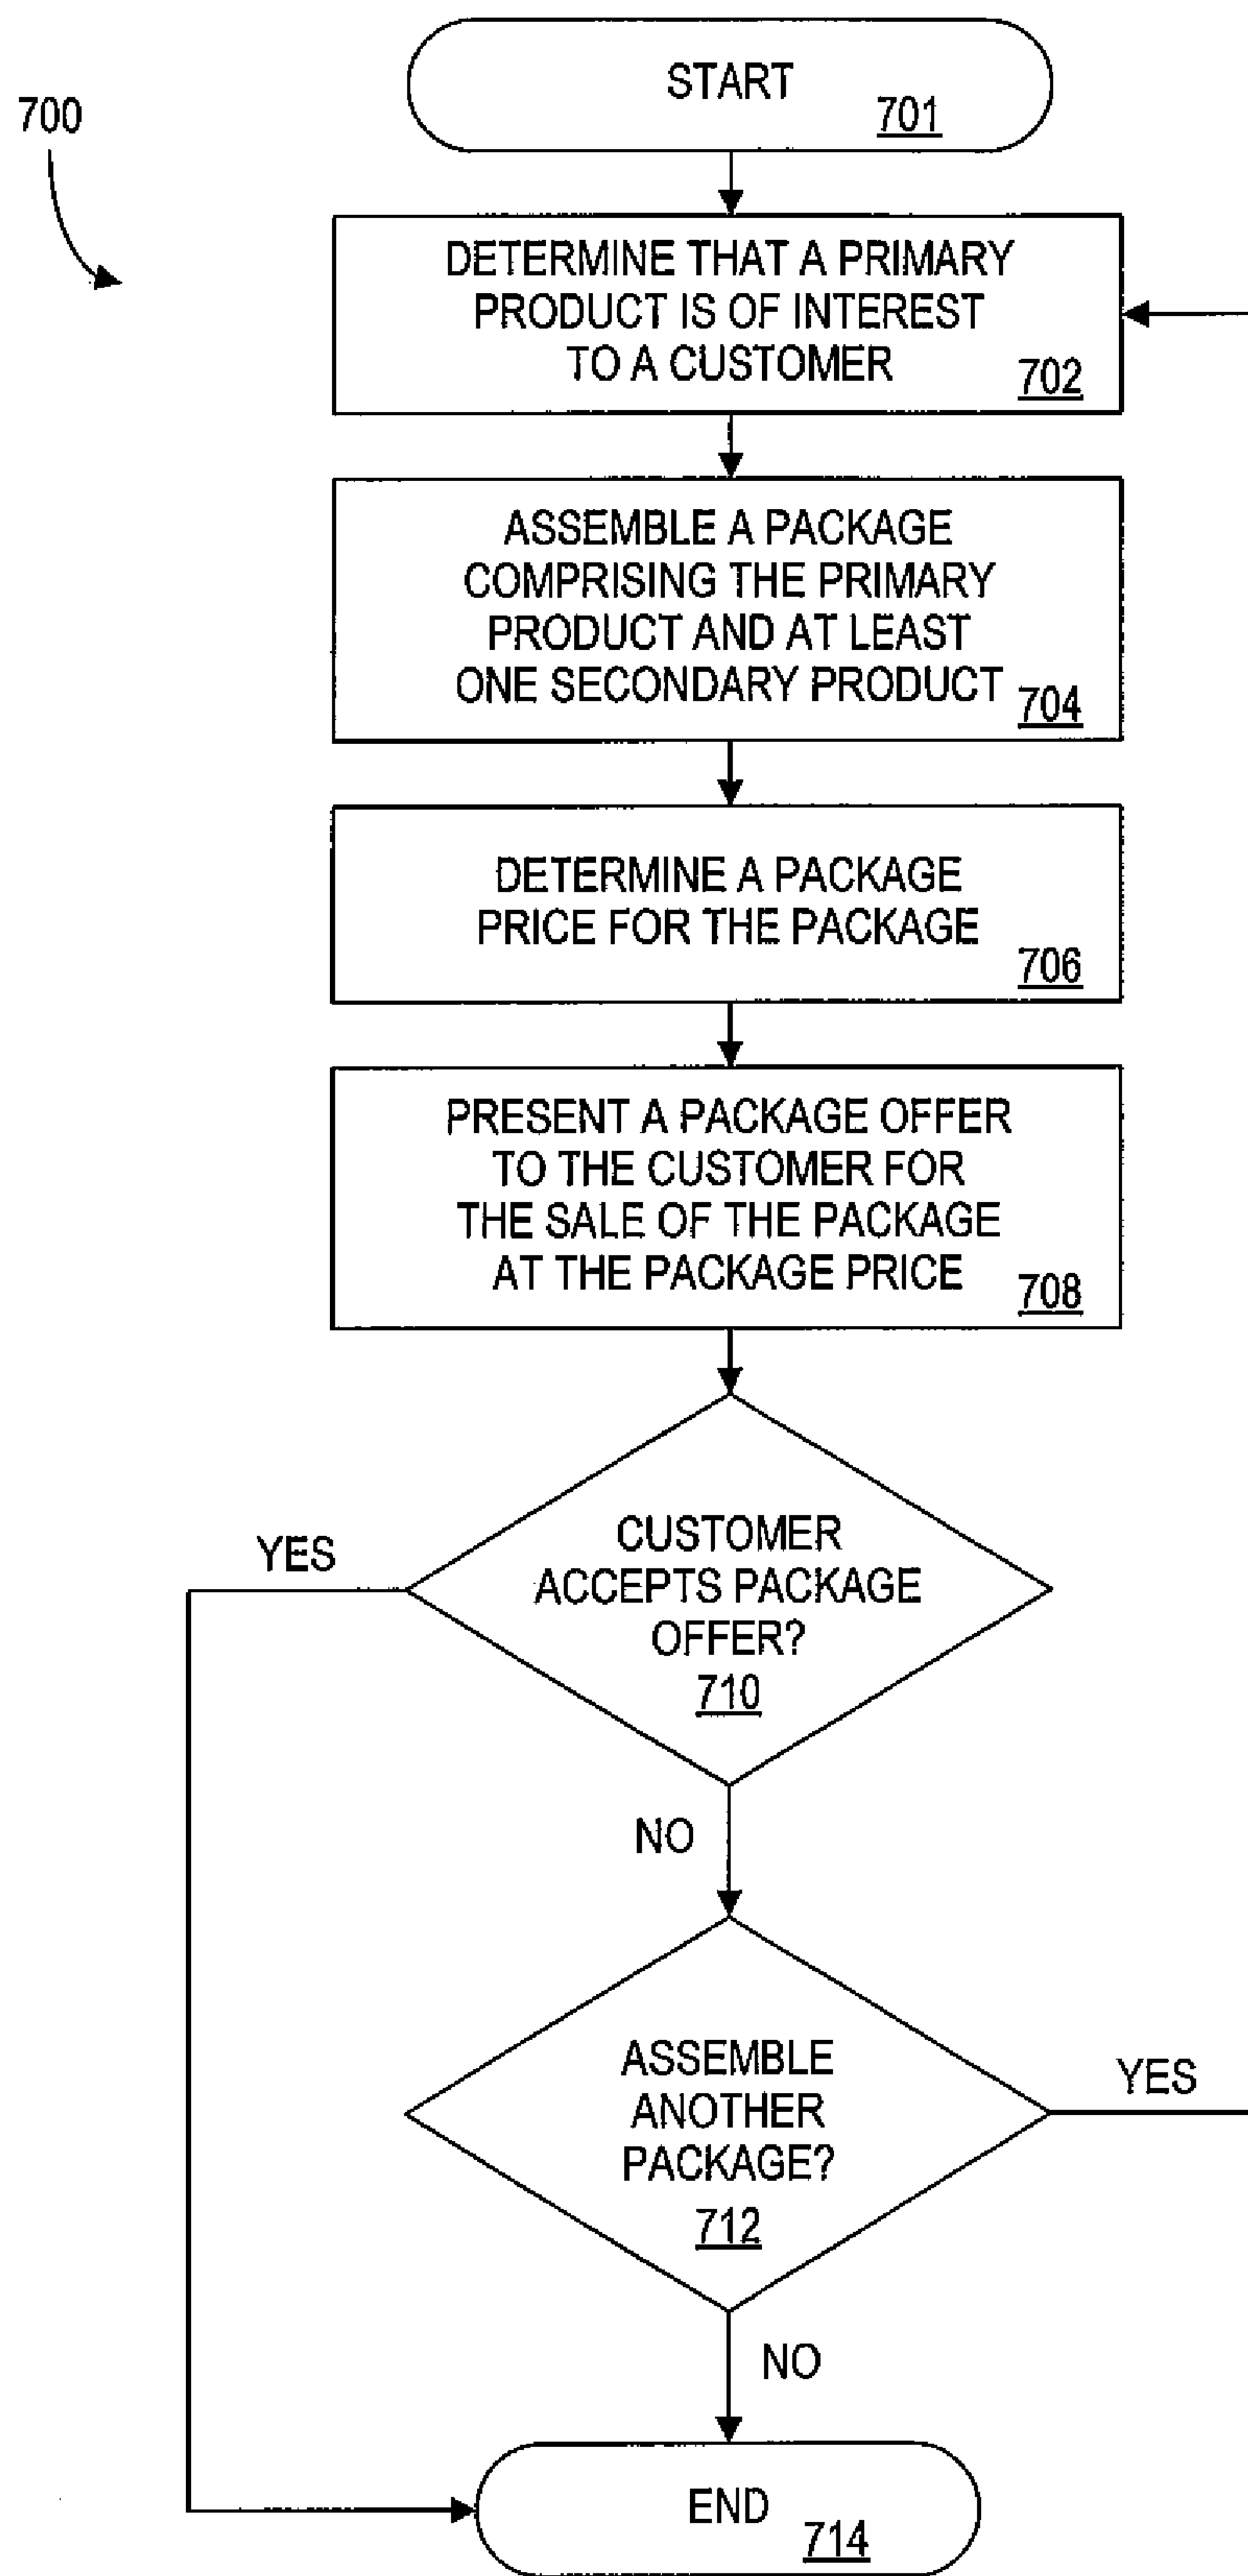 START
701
700
DETERMINE THAT A PRIMARY
PRODUCT IS OF INTEREST
TO A CUSTOMER
702
ASSEMBLE A PACKAGE
COMPRISING THE PRIMARY
PRODUCT AND AT LEAST
ONE SECONDARY PRODUCT
704
DETERMINE A PACKAGE
PRICE FOR THE PACKAGE
706
PRESENT A PACKAGE OFFER
TO THE CUSTOMER FOR
THE SALE OF THE PACKAGE
AT THE PACKAGE PRICE
708
YES
CUSTOMER
ACCEPTS PACKAGE
OFFER?
710
NO
ASSEMBLE
ANOTHER
PACKAGE?
712
YES
NO
END
714